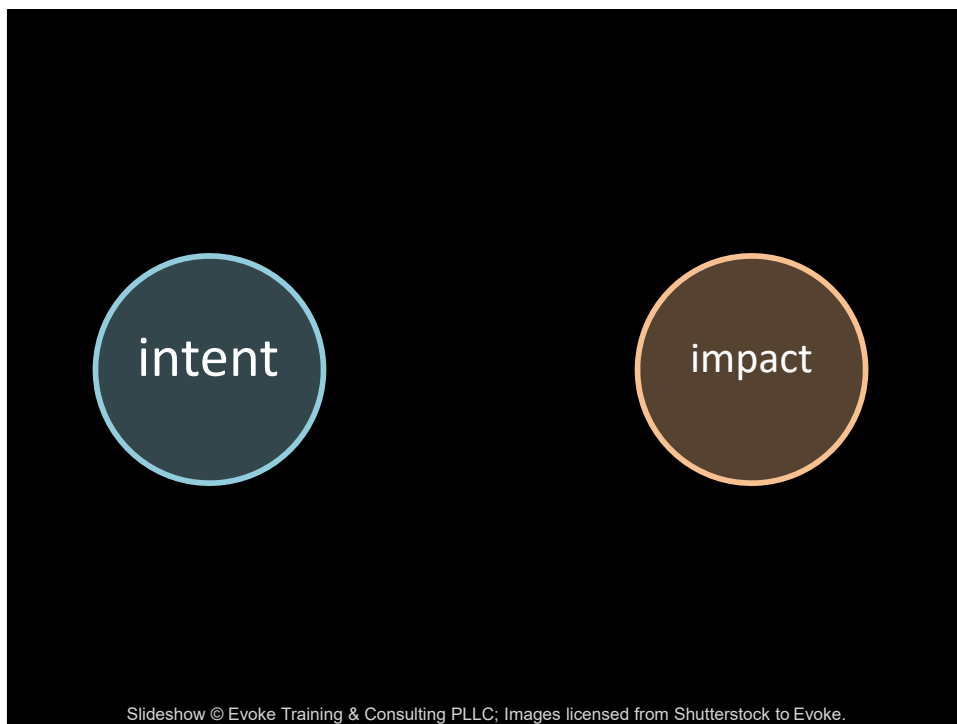 intent
impact
Slideshow © Evoke Training & Consulting PLLC; Images licensed from Shutterstock to Evoke.